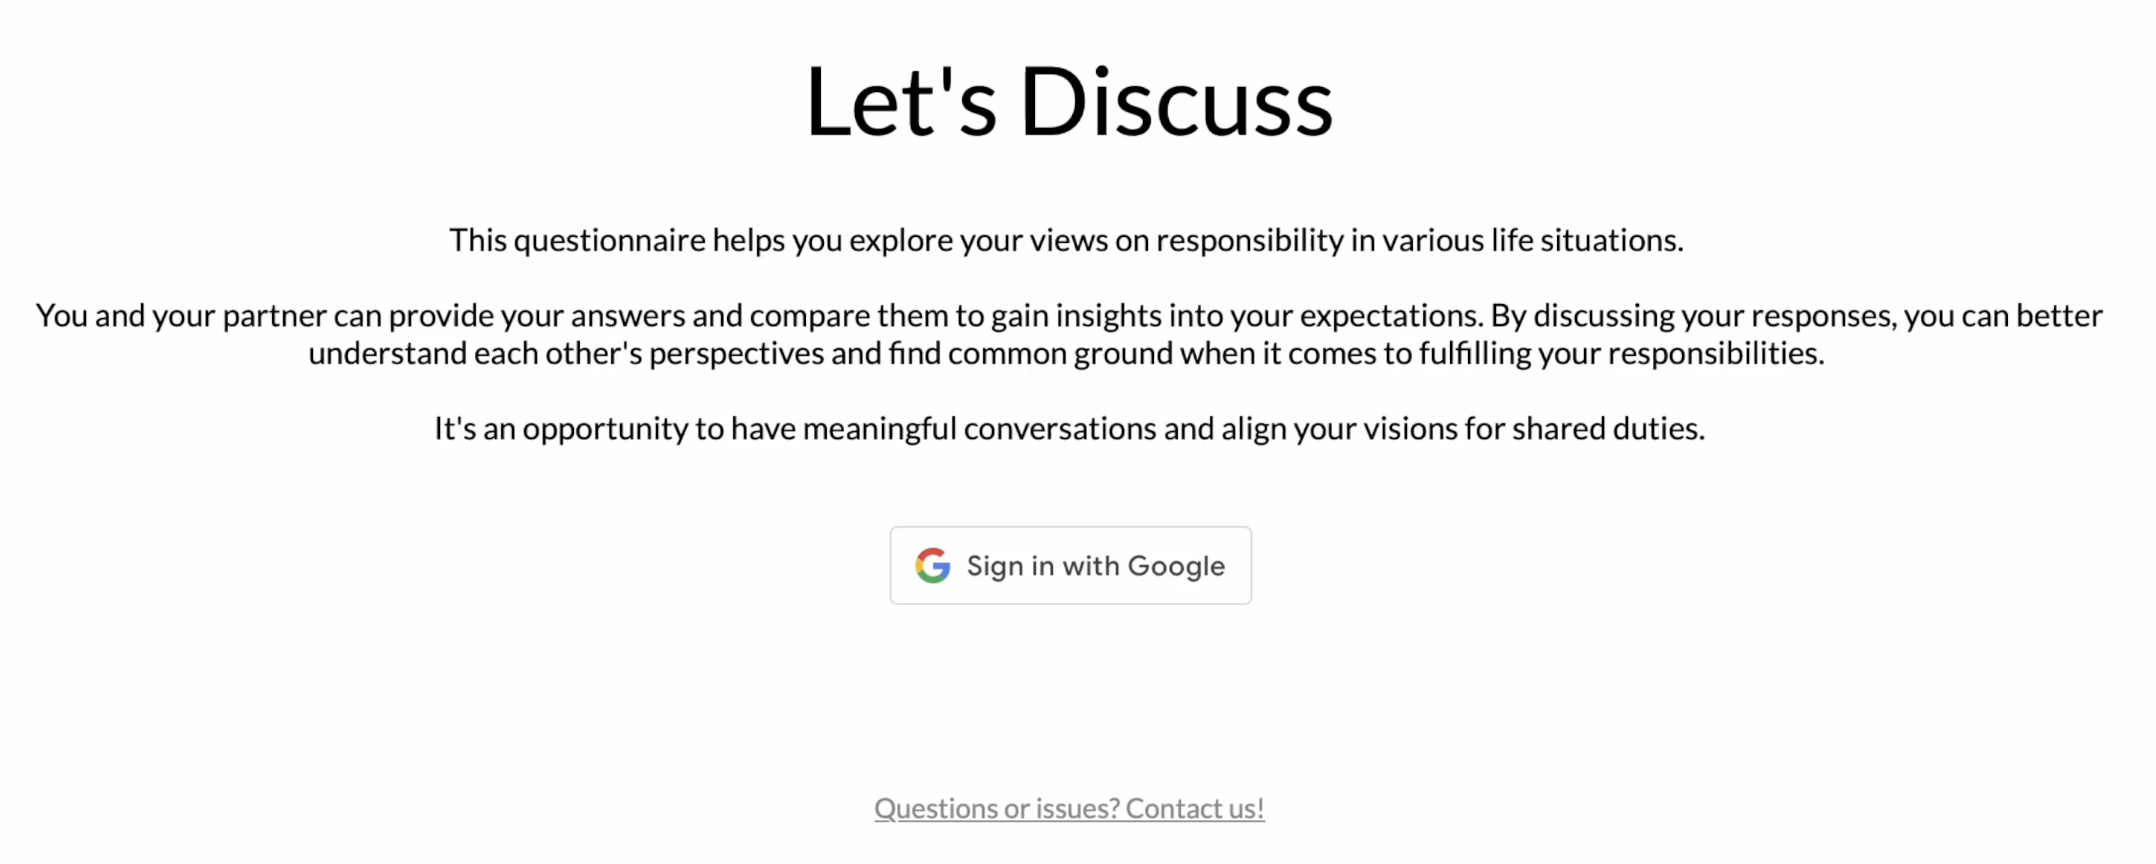 Let's Discuss
This questionnaire helps you explore your views on responsibility in various life situations.
You and your partner can provide your answers and compare them to gain insights into your expectations. By discussing your responses, you can better
understand each other's perspectives and find common ground when it comes to fulfilling your responsibilities.
It's an opportunity to have meaningful conversations and align your visions for shared duties.
Sign in with Google
Questions or issues? Contact us!